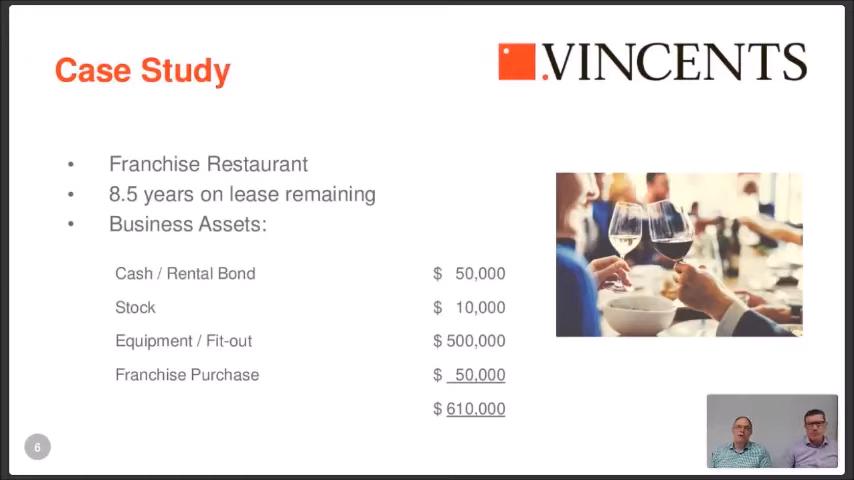 Case Study
.VINCENTS
• Franchise Restaurant
• 8.5 years on lease remaining
• Business Assets:
Cash / Rental Bond $ 50,000
Stock $ 10,000
Equipment / Fit-out $ 500,000
Franchise Purchase $ 50,000
$ 610,000
6